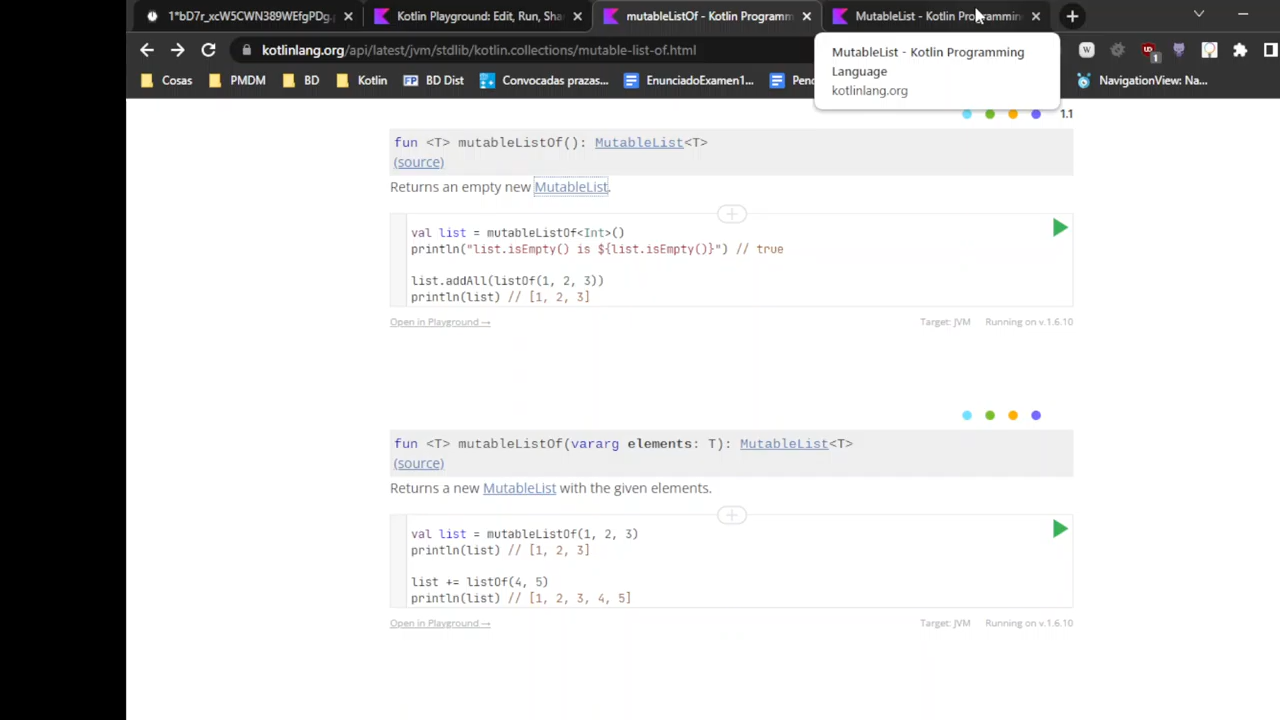 1*bD7r_xcW5CWN389WEfgPDg.
Kotlin Playground: Edit, Run, Sha
mutableListOf - Kotlin Programm
MutableList - Kotlin Programmin
kotlinlang.org/api/latest/jvm/stdlib/kotlin.collections/mutable-list-of.html
W
1
Cosas
PMDM
BD
Kotlin
FP BD Dist
Convocadas prazas...
EnunciadoExamen1...
NavigationView: Na...
MutableList - Kotlin Programming
Language
kotlinlang.org
1.1
fun <T> mutableListOf(): MutableList<T>
(source)
Returns an empty new MutableList.
val list = mutableListOf<Int>()
println("list.isEmpty() is ${list.isEmpty()}") // true
list.addAll(listOf(1, 2, 3))
println(list) // [1, 2, 3]
Open in Playground →
Target: JVM
Running on v.1.6.10
fun <T> mutableListOf(vararg elements: T): MutableList<T>
(source)
Returns a new MutableList with the given elements.
val list = mutableListOf(1, 2, 3)
println(list) // [1, 2, 3]
list += listOf(4, 5)
println(list) // [1, 2, 3, 4, 5]
Open in Playground →
Target: JVM
Running on v.1.6.10